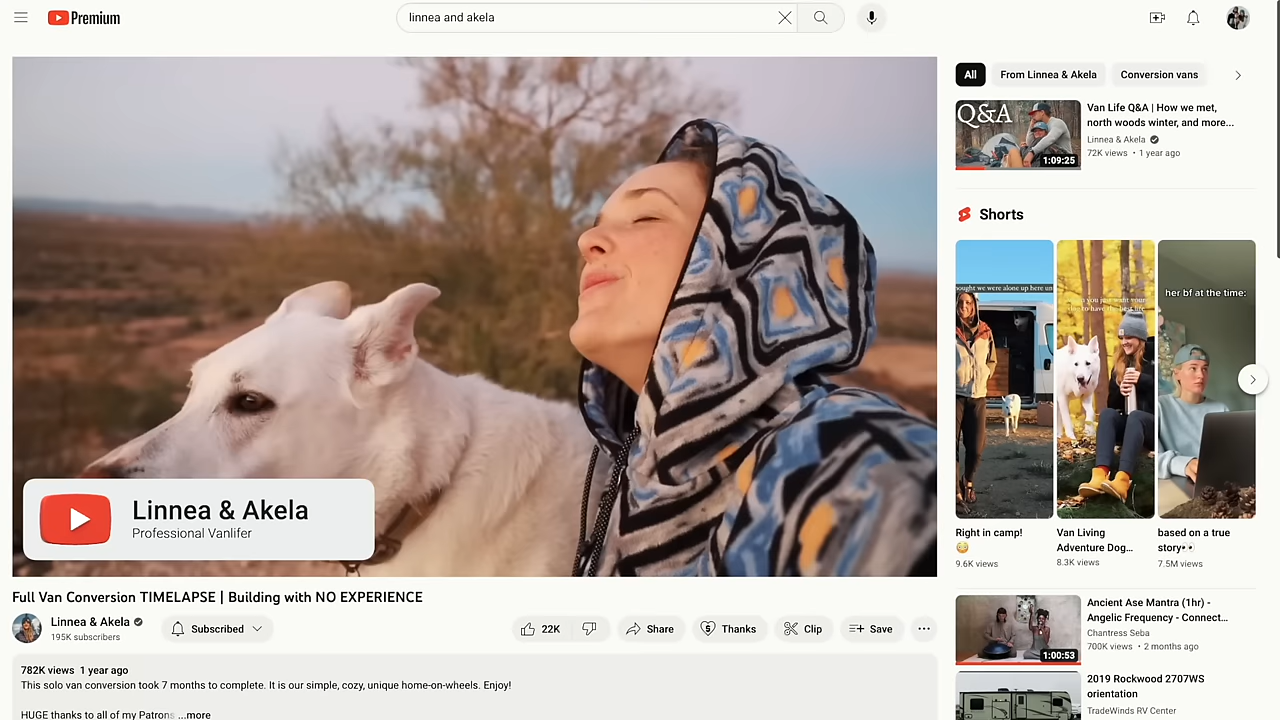 Premium
linnea and akela
Linnea & Akela
Professional Vanlifer
Full Van Conversion TIMELAPSE | Building with NO EXPERIENCE
Linnea & Akela
195K subscribers
Subscribed
22K
Share
Thanks
Clip
Save
782K views 1 year ago
This solo van conversion took 7 months to complete. It is our simple, cozy, unique home-on-wheels. Enjoy!
HUGE thanks to all of my Patrons ...more
All
From Linnea & Akela
Conversion vans
Q&A
1:09:25
Van Life Q&A | How we met,
north woods winter, and more...
Linnea & Akela
72K views • 1 year ago
Shorts
ought we were alone up here un
her bf at the time:
Right in camp!
9.6K views
Van Living
Adventure Dog...
8.3K views
based on a true
story
7.5M views
1:00:53
Ancient Ase Mantra (1hr) -
Angelic Frequency - Connect...
Chantress Seba
700K views • 2 months ago
2019 Rockwood 2707WS
orientation
TradeWinds RV Center